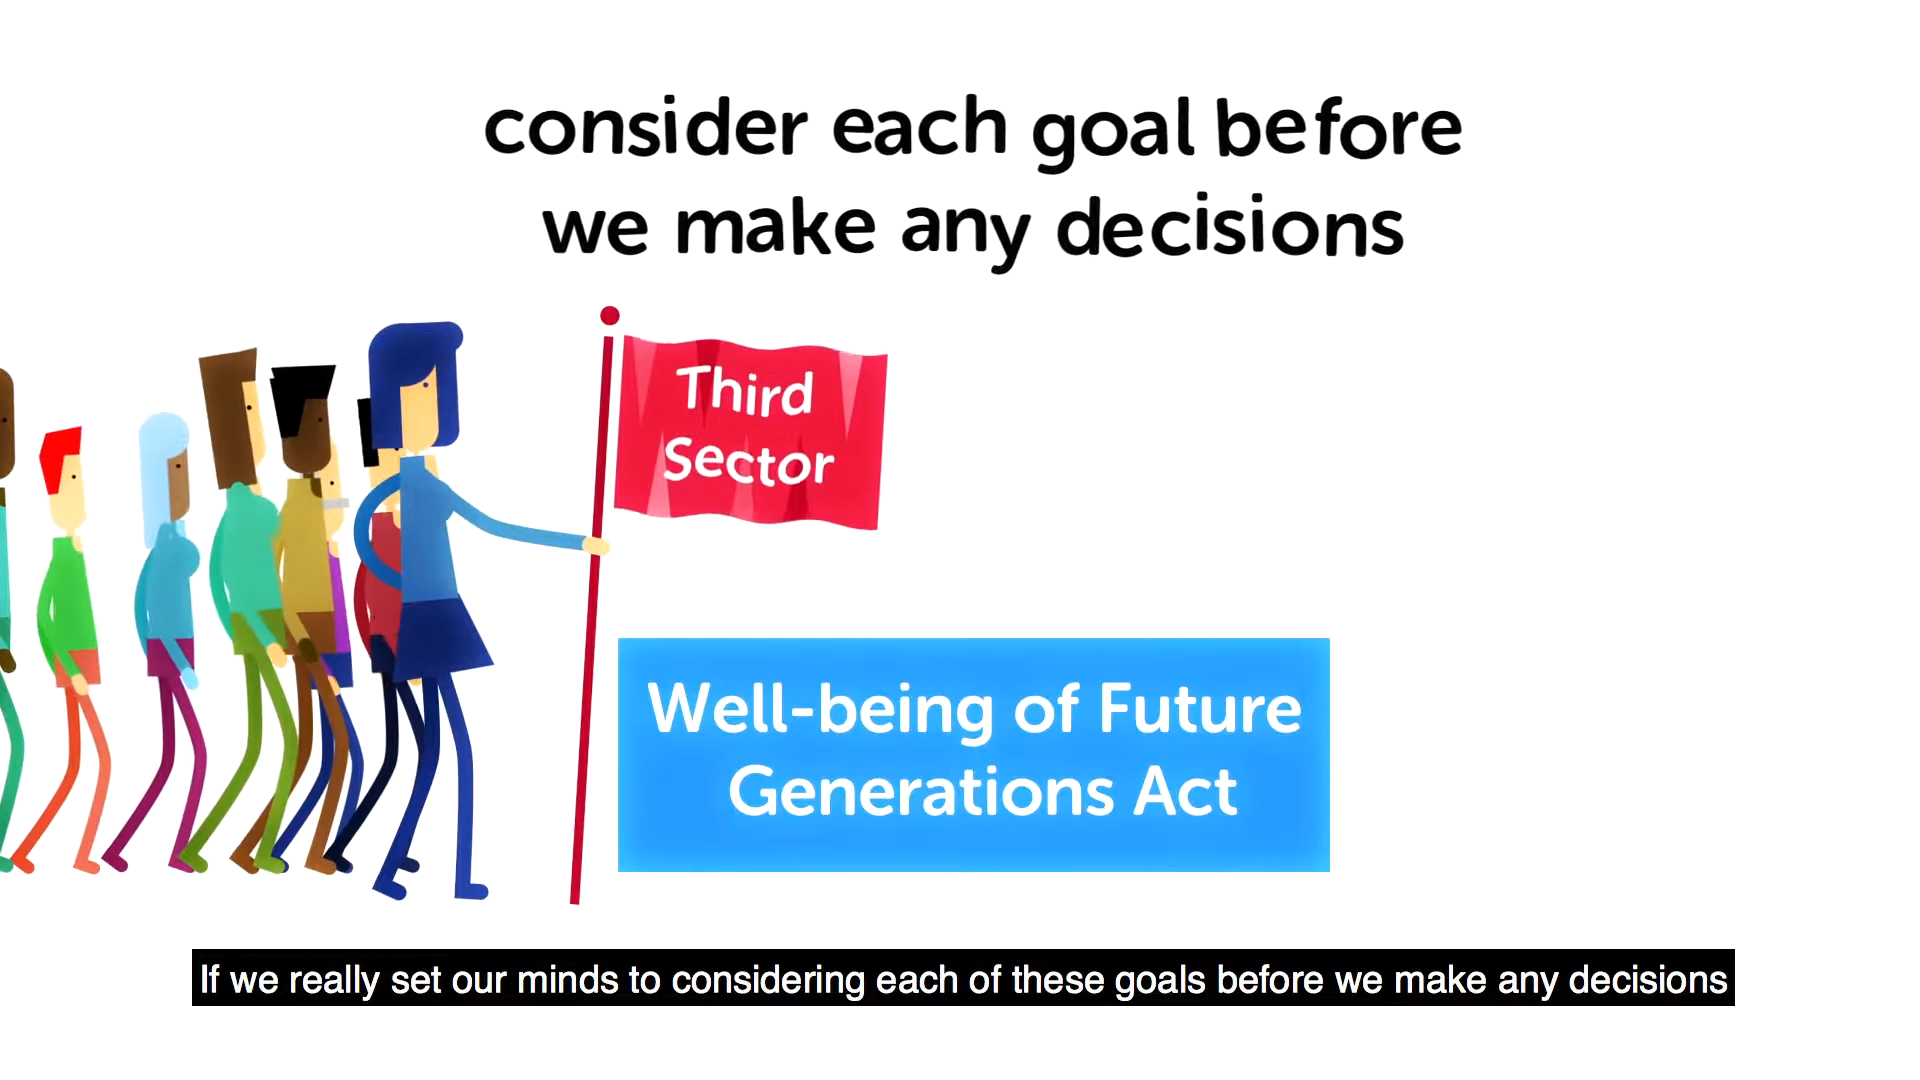 consider each goal before
we make any decisions
Third
Sector
Well-being of Future
Generations Act
If we really set our minds to considering each of these goals before we make any decisions